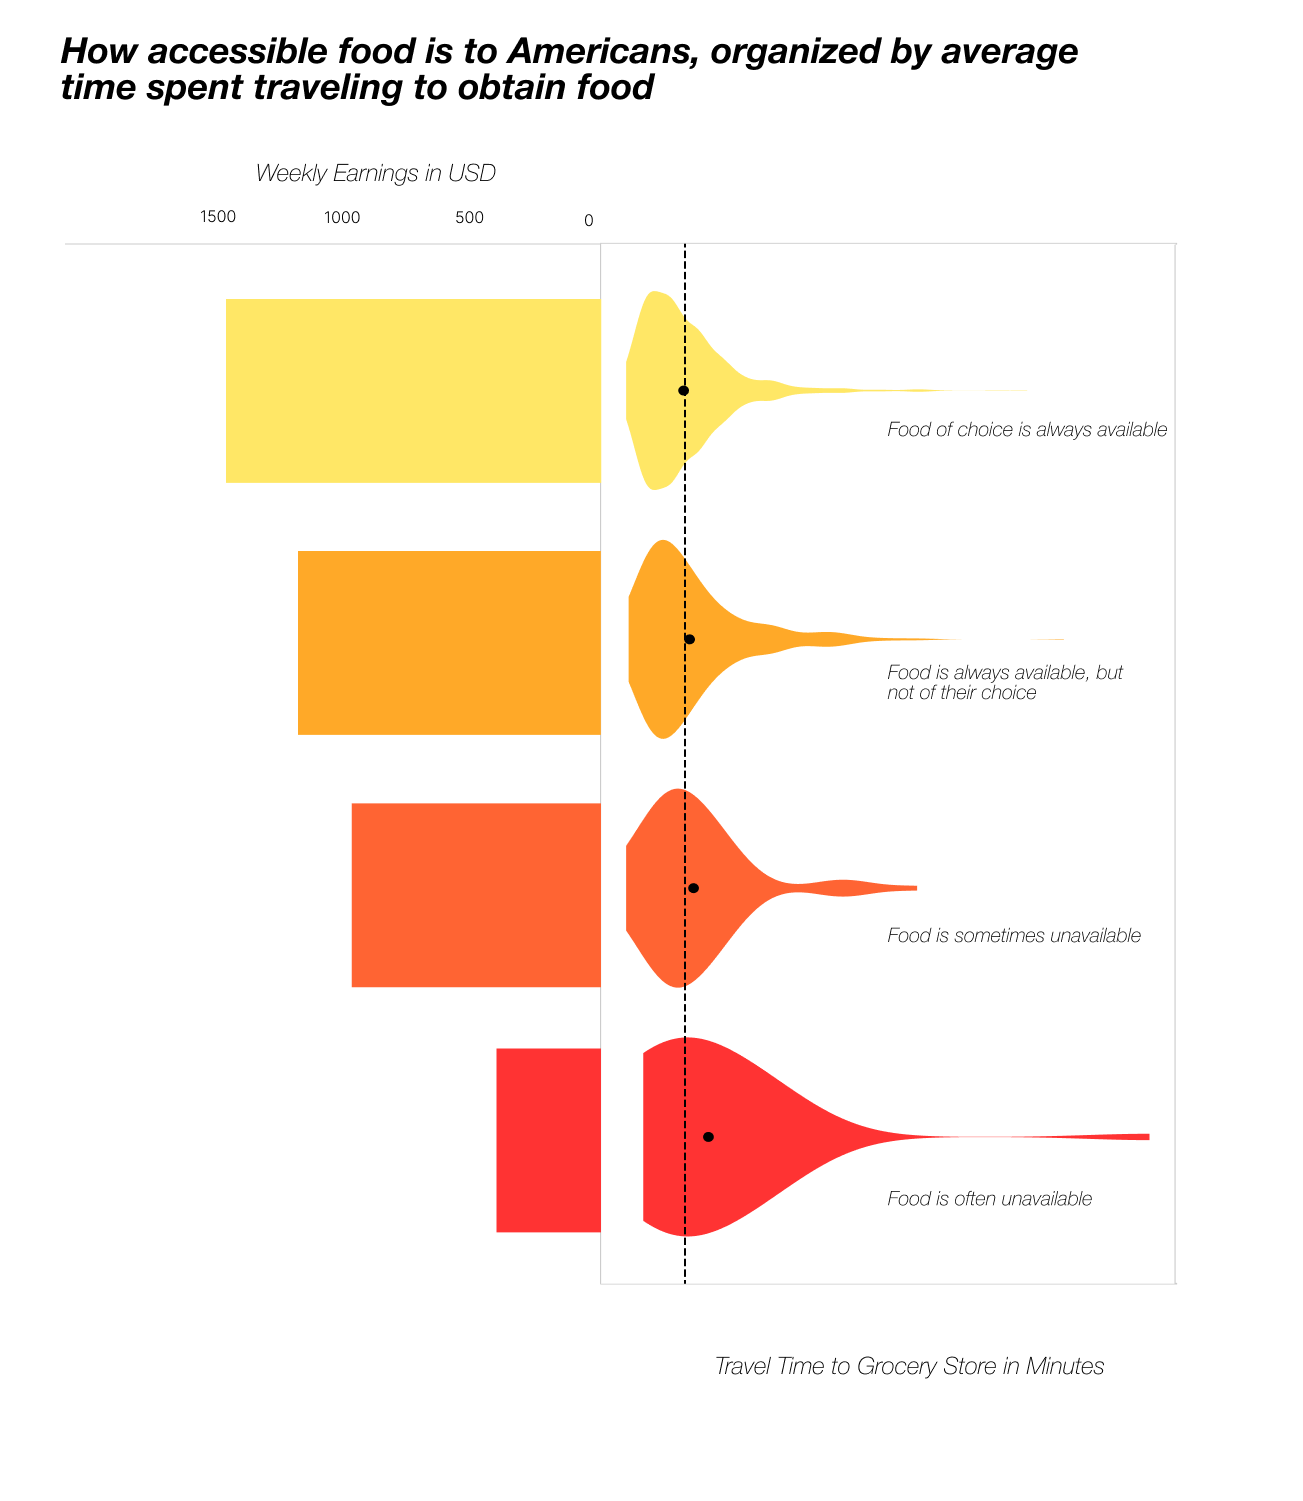 How accessible food is to Americans, organized by average
time spent traveling to obtain food
Weekly Earnings in USD
1500 1000 500 0
Food of choice is always available
Food is always available, but
not of their choice
Food is sometimes unavailable
Food is often unavailable
Travel Time to Grocery Store in Minutes